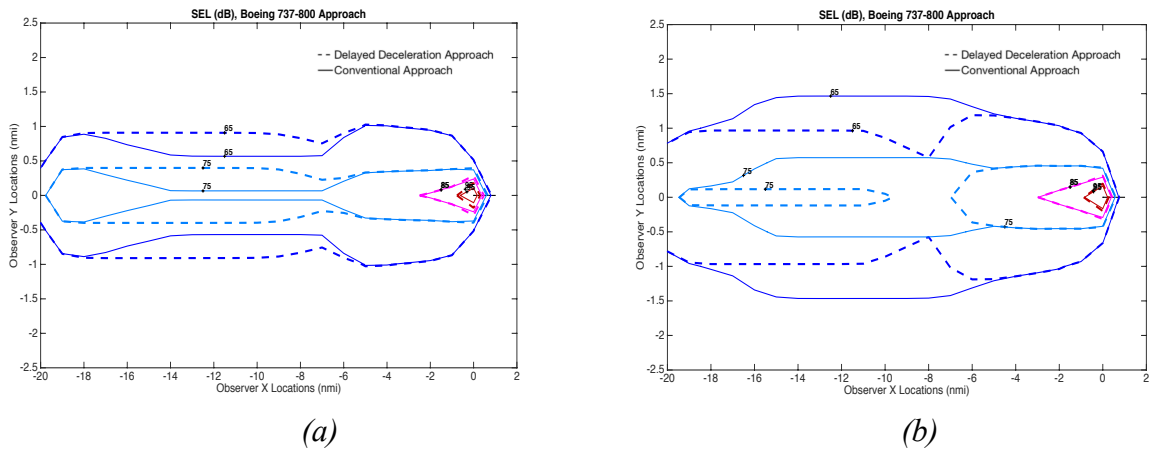 SEL (dB), Boeing 737-800 Approach
2.5
2
1.5
1
0.5
0
-0.5
-1
-1.5
-2
-2.5
Observer Y Locations (nmi)
Delayed Deceleration Approach
Conventional Approach
65
65
75
75
85
95
-20 -18 -16 -14 -12 -10 -8 -6 -4 -2 0 2
Observer X Locations (nmi)
(a)
SEL (dB), Boeing 737-800 Approach
2.5
2
1.5
1
0.5
0
-0.5
-1
-1.5
-2
-2.5
Observer Y Locations (nmi)
Delayed Deceleration Approach
Conventional Approach
65
65
75
75
75
95
-20 -18 -16 -14 -12 -10 -8 -6 -4 -2 0 2
Observer X Locations (nmi)
(b)